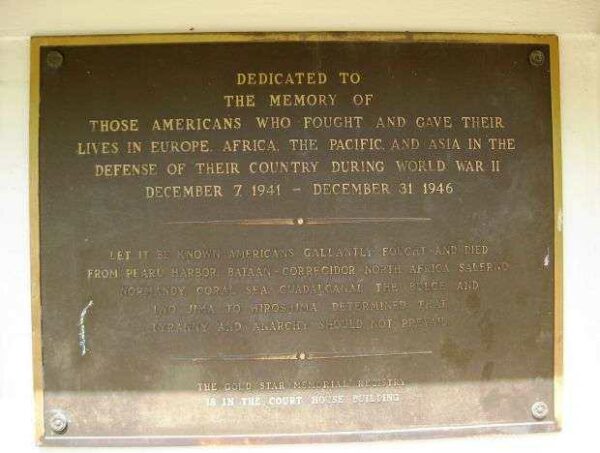 DEDICATED TO
THE MEMORY OF
THOSE AMERICANS WHO FOUGHT AND GAVE THEIR
LIVES IN EUROPE, AFRICA, THE PACIFIC, AND ASIA IN THE
DEFENSE OF THEIR COUNTRY DURING WORLD WAR II
DECEMBER 7 1941 - DECEMBER 31 1946
LET IT BE KNOWN AMERICANS GALLANTLY FOUGHT AND DIED
FROM PEARL HARBOR, BATAAN-CORREGIDOR, NORTH AFRICA, SALERNO
NORMANDY, CORAL SEA, GUADALCANAL, THE BULGE AND
IWO JIMA TO HIROSHIMA, DETERMINED THAT
TYRANNY AND ANARCHY SHOULD NOT PREVAIL
THE GOLD STAR MEMORIAL REGISTRY
IS IN THE COURT HOUSE BUILDING